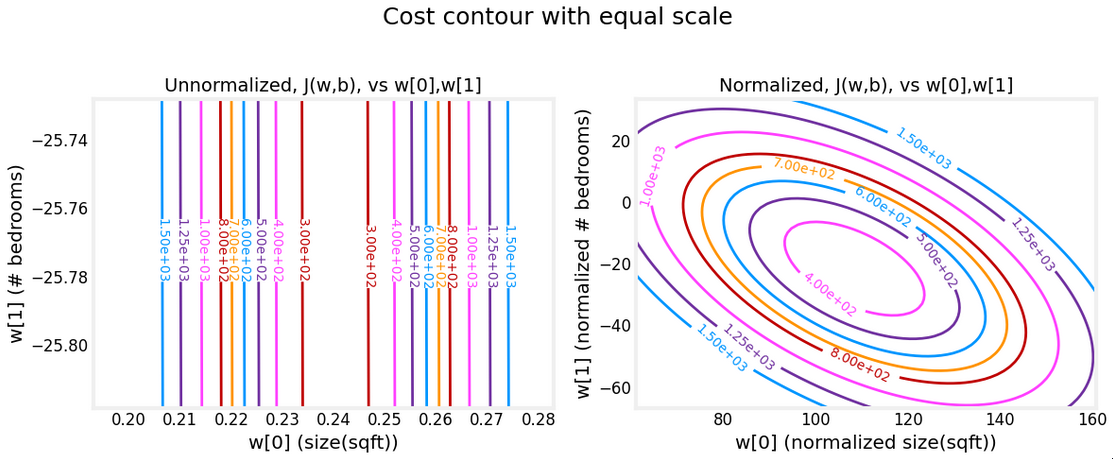 Cost contour with equal scale
Unnormalized, J(w,b), vs w[0],w[1]
w[1] (# bedrooms)
−25.74
−25.76
−25.78
−25.80
1.50e+03
1.25e+03
1.00e+03
8.00e+02
7.00e+02
6.00e+02
5.00e+02
4.00e+02
3.00e+02
3.00e+02
4.00e+02
5.00e+02
6.00e+02
7.00e+02
8.00e+02
1.00e+03
1.25e+03
1.50e+03
0.20 0.21 0.22 0.23 0.24 0.25 0.26 0.27 0.28
w[0] (size(sqft))
Normalized, J(w,b), vs w[0],w[1]
w[1] (normalized # bedrooms)
20
0
−20
−40
−60
1.50e+03
1.00e+03
7.00e+02
6.00e+02
5.00e+02
1.25e+03
4.00e+02
1.25e+03
1.50e+03
8.00e+02
80 100 120 140 160
w[0] (normalized size(sqft))